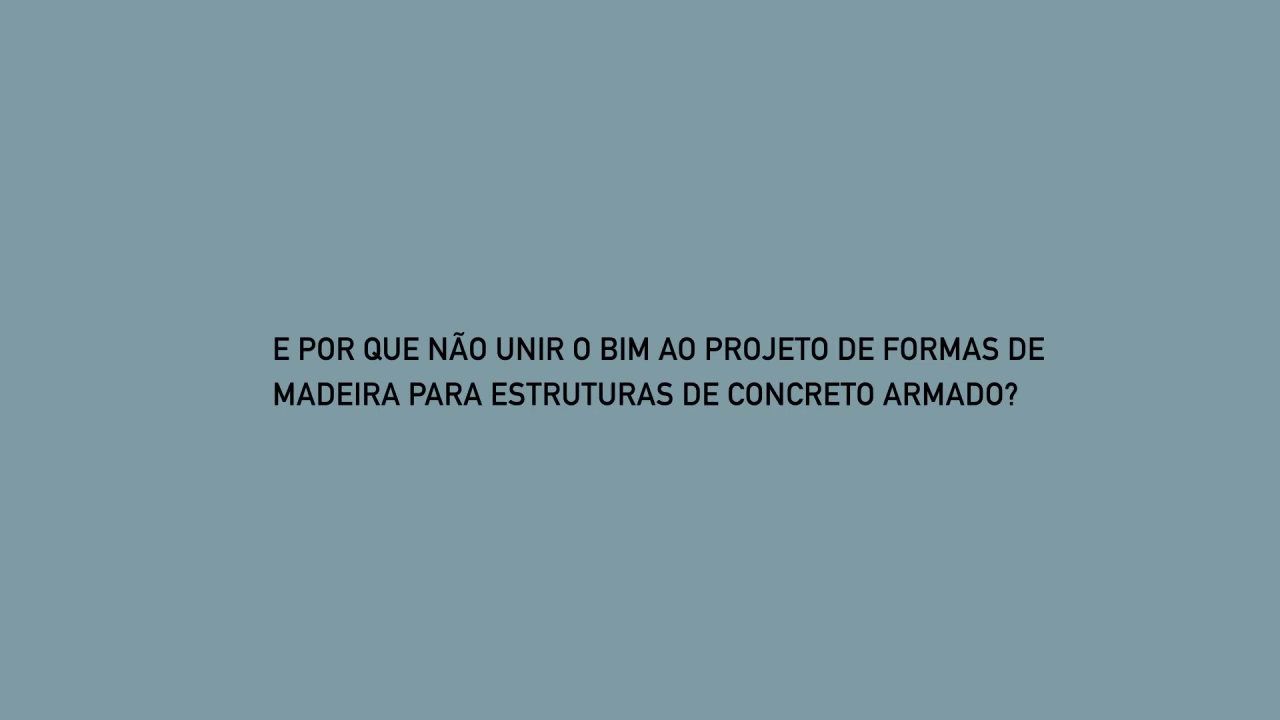 E POR QUE NÃO UNIR O BIM AO PROJETO DE FORMAS DE
MADEIRA PARA ESTRUTURAS DE CONCRETO ARMADO?